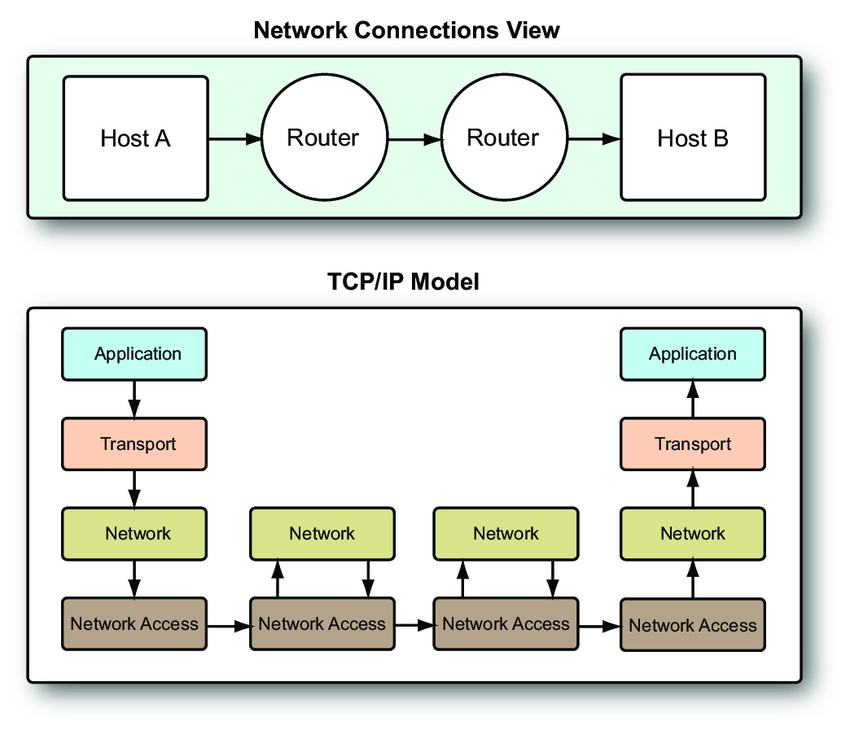 Network Connections View
Host A
Router
Router
Host B
TCP/IP Model
Application
Application
Transport
Transport
Network
Network
Network
Network
Network Access
Network Access
Network Access
Network Access